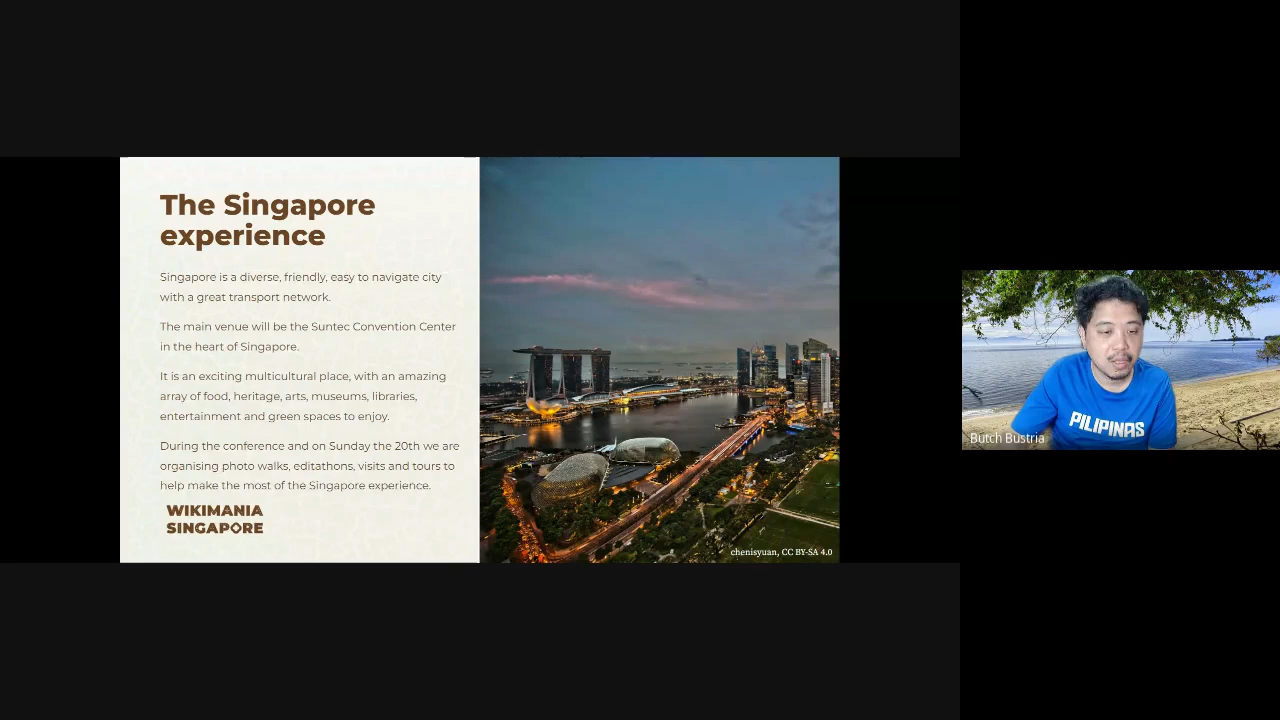 The Singapore
experience
Singapore is a diverse, friendly, easy to navigate city
with a great transport network.
The main venue will be the Suntec Convention Center
in the heart of Singapore.
It is an exciting multicultural place, with an amazing
array of food, heritage, arts, museums, libraries,
entertainment and green spaces to enjoy.
During the conference and on Sunday the 20th we are
organising photo walks, editathons, visits and tours to
help make the most of the Singapore experience.
WIKIMANIA
SINGAPORE
chenisyuan, CC BY-SA 4.0
PILIPINAS
Butch Bustria